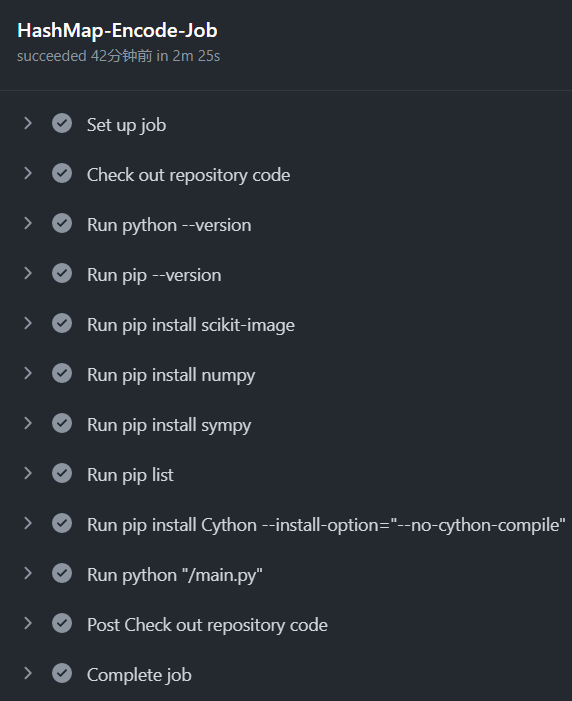 HashMap-Encode-Job
succeeded 42分钟前 in 2m 25s
Set up job
Check out repository code
Run python --version
Run pip --version
Run pip install scikit-image
Run pip install numpy
Run pip install sympy
Run pip list
Run pip install Cython --install-option="--no-cython-compile"
Run python "/main.py"
Post Check out repository code
Complete job